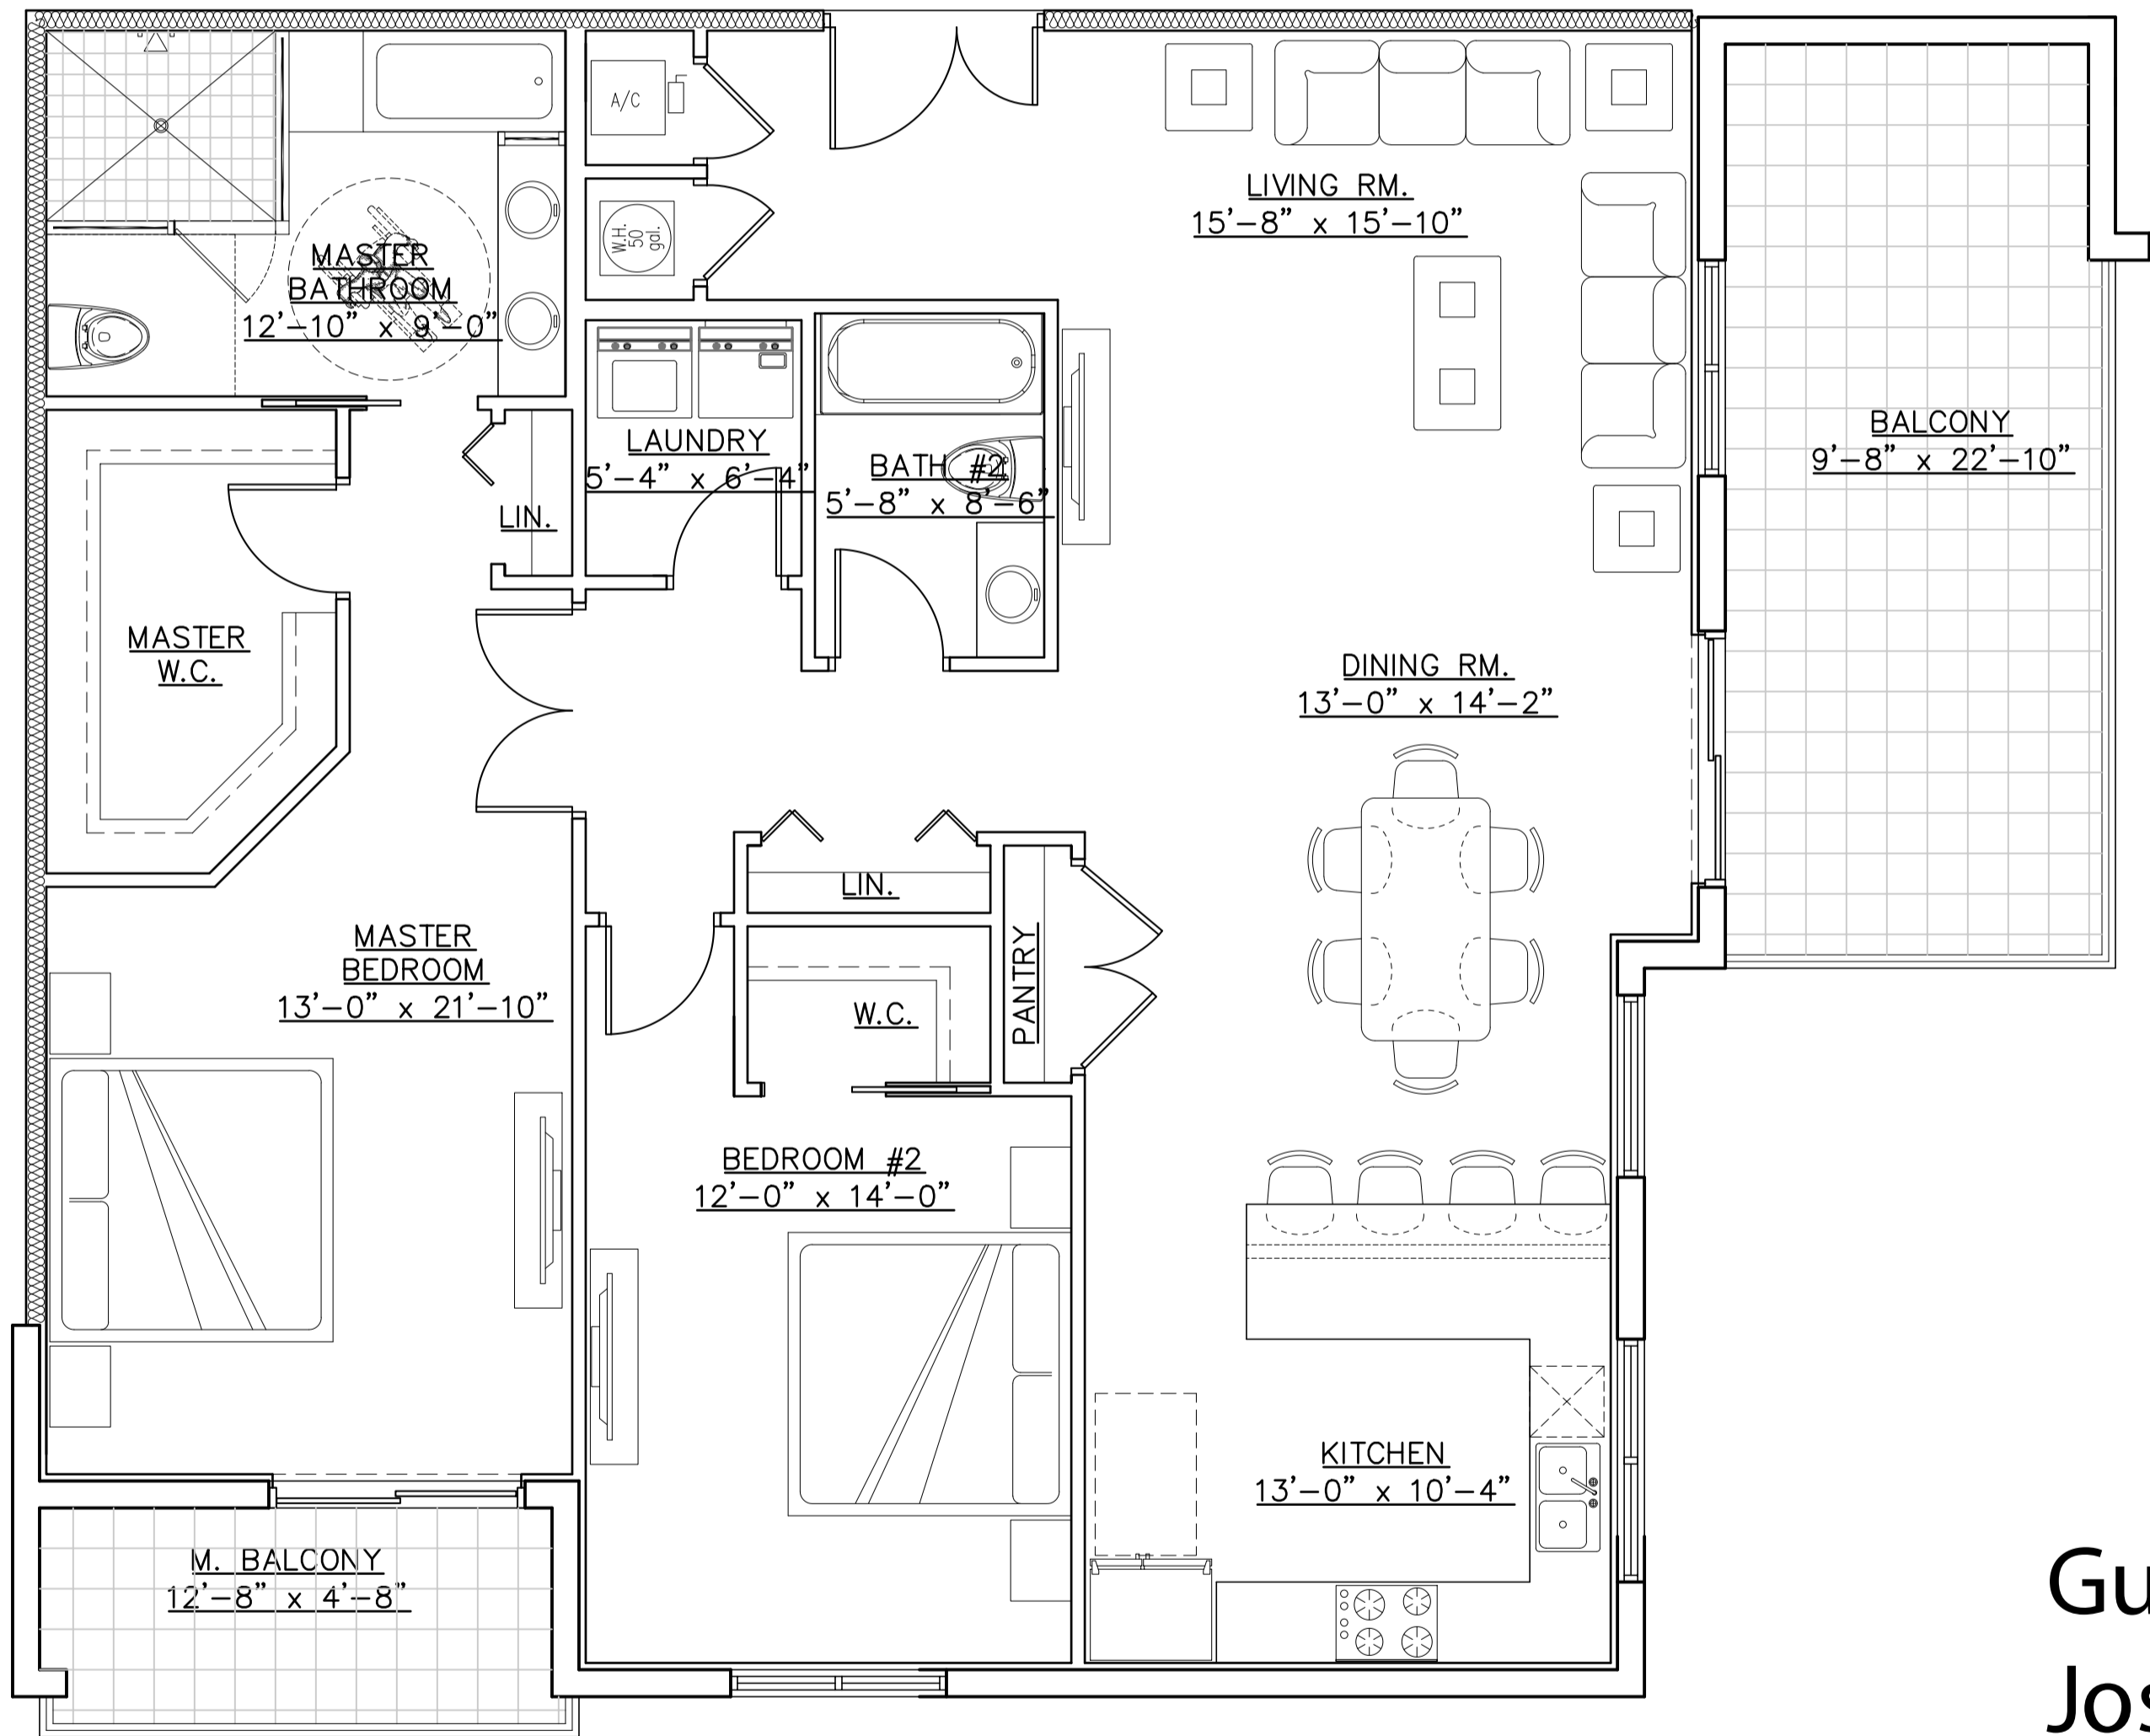 A/C
W.H.
50
gal.
LIVING RM.
15'-8" x 15'-10"
MASTER
BATHROOM
12'-10" x 9'-0"
LAUNDRY
5'-4" x 6'-4"
BATH #2
5'-8" x 8'-6"
BALCONY
9'-8" x 22'-10"
LIN.
MASTER
W.C.
DINING RM.
13'-0" x 14'-2"
LIN.
MASTER
BEDROOM
13'-0" x 21'-10"
W.C.
PANTRY
BEDROOM #2
12'-0" x 14'-0"
KITCHEN
13'-0" x 10'-4"
M. BALCONY
12'-8" x 4'-8"
Gu
Jos